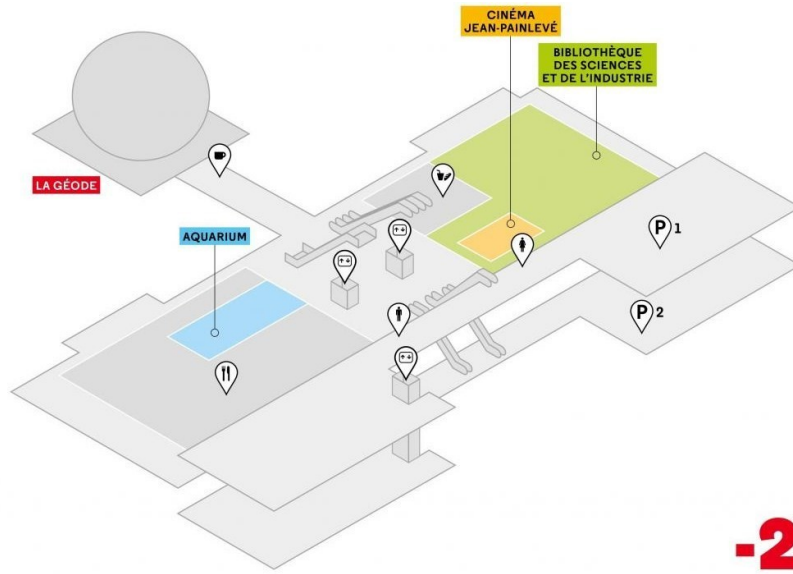 CINÉMA
JEAN-PAINLEVÉ
BIBLIOTHÈQUE
DES SCIENCES
ET DE L'INDUSTRIE
LA GÉODE
AQUARIUM
P 1
P 2
-2